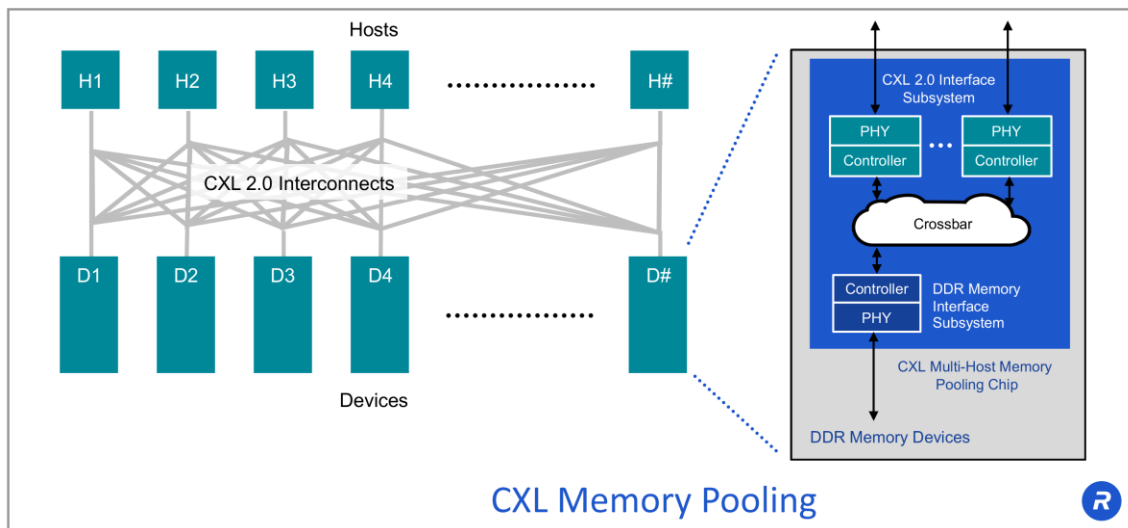 Hosts
H1
H2
H3
H4
H#
CXL 2.0 Interconnects
D1
D2
D3
D4
D#
Devices
CXL 2.0 Interface
Subsystem
PHY
Controller
PHY
Controller
Crossbar
Controller
PHY
DDR Memory
Interface
Subsystem
CXL Multi-Host Memory
Pooling Chip
DDR Memory Devices
CXL Memory Pooling
R